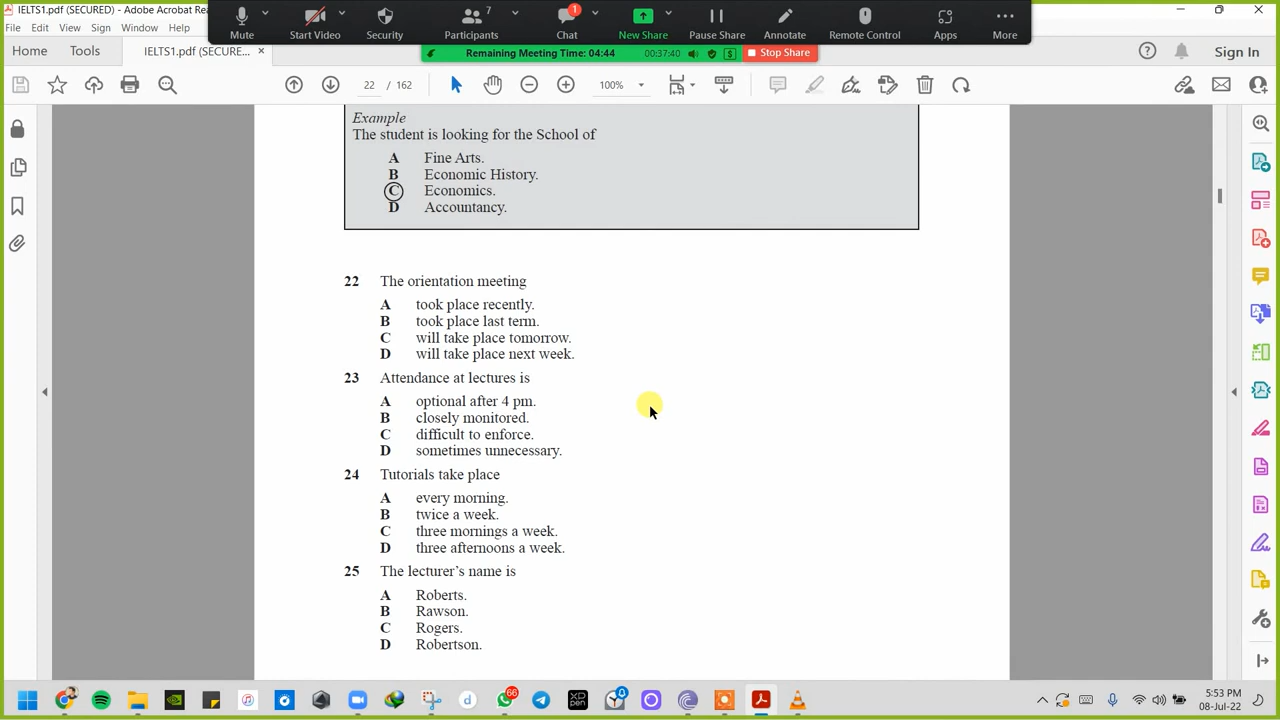 IELTS1.pdf (SECURED) - Adobe Acrobat Rea
File Edit View Sign Window Help
Mute
Start Video
Security
7
Participants
1
Chat
New Share
Pause Share
Annotate
Remote Control
Apps
More
Remaining Meeting Time: 04:44
00:37:40
Stop Share
Home Tools IELTS1.pdf (SECURE... ×
Sign In
22 / 162
100%
Example
The student is looking for the School of
A Fine Arts.
B Economic History.
C Economics.
D Accountancy.
22 The orientation meeting
A took place recently.
B took place last term.
C will take place tomorrow.
D will take place next week.
23 Attendance at lectures is
A optional after 4 pm.
B closely monitored.
C difficult to enforce.
D sometimes unnecessary.
24 Tutorials take place
A every morning.
B twice a week.
C three mornings a week.
D three afternoons a week.
25 The lecturer's name is
A Roberts.
B Rawson.
C Rogers.
D Robertson.
66
XD
PEN
5:53 PM
08-Jul-22